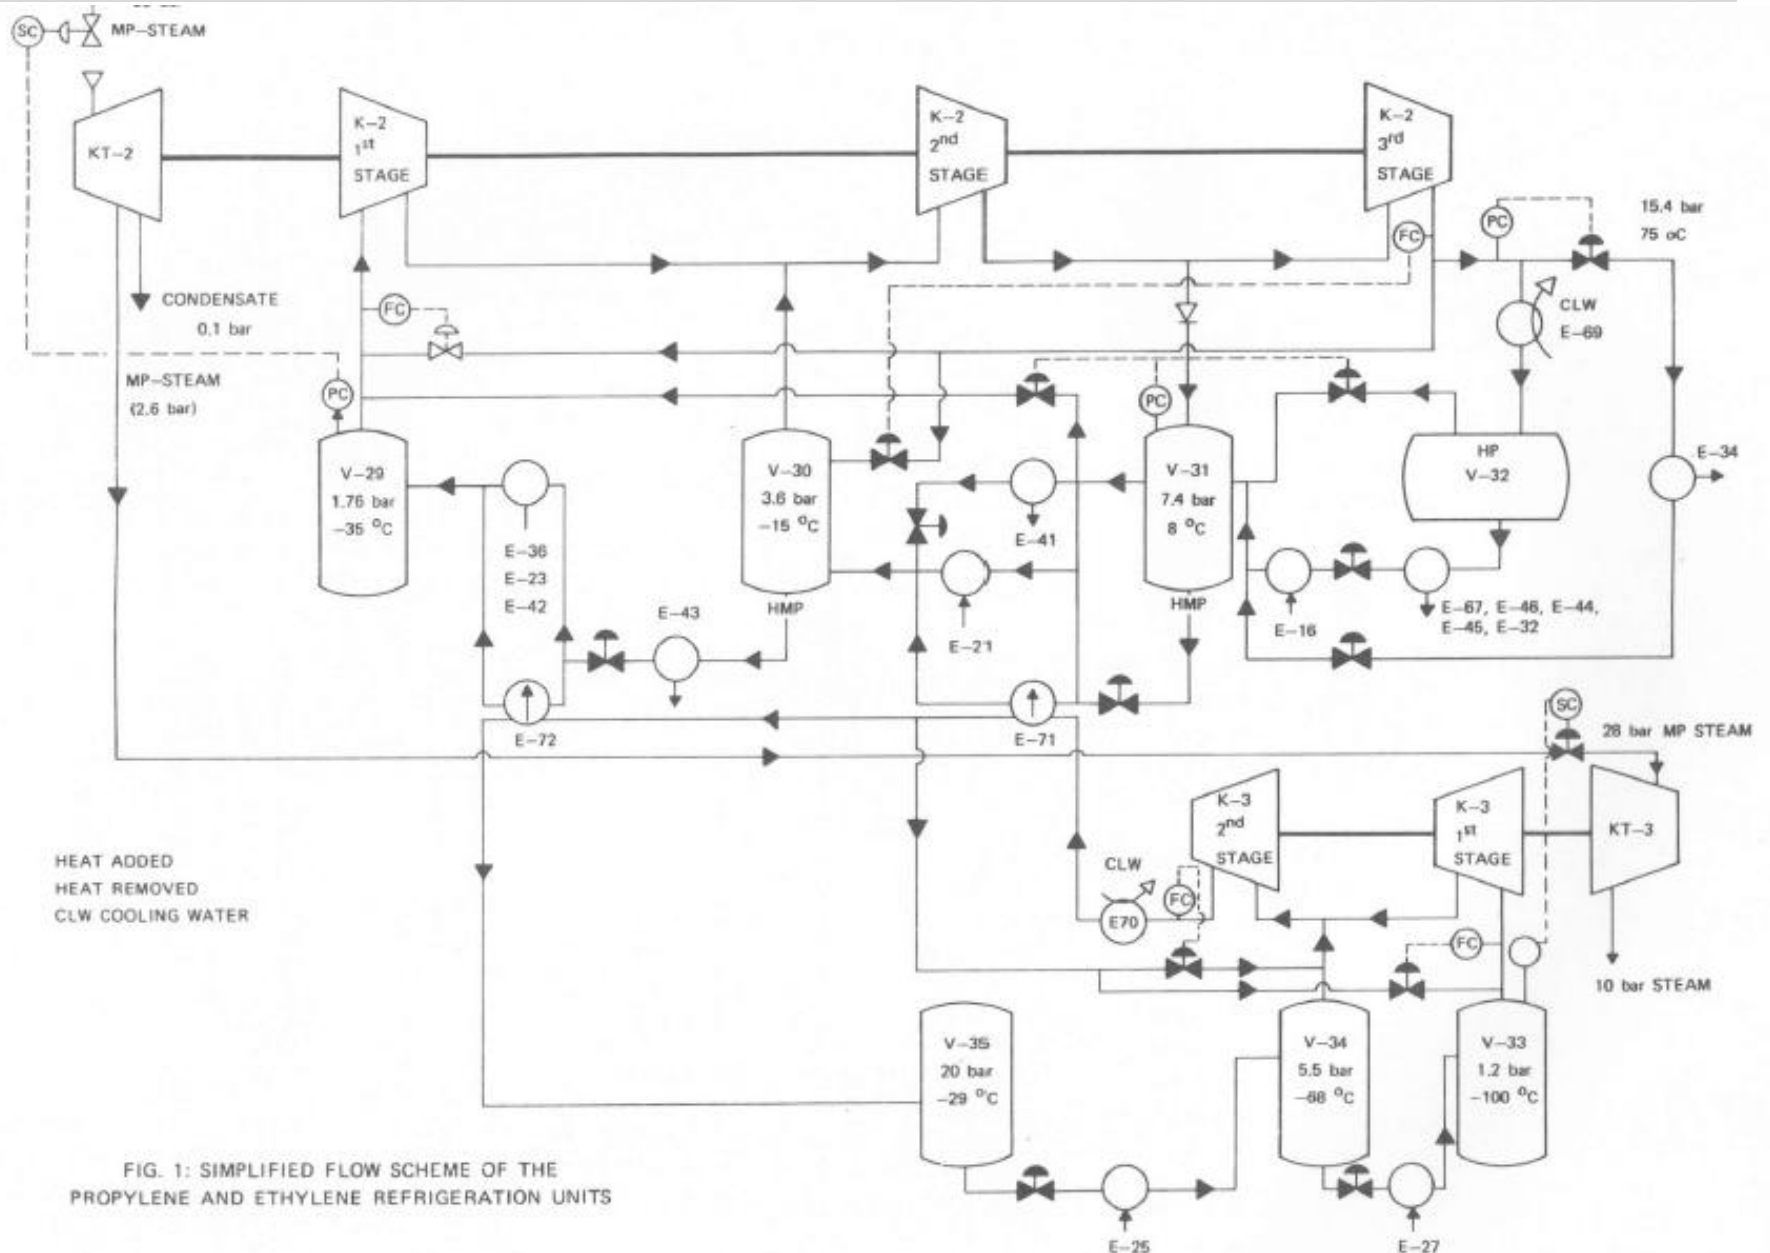 SC
MP-STEAM
KT-2
K-2
1st
STAGE
K-2
2nd
STAGE
K-2
3rd
STAGE
FC
PC
15.4 bar
75 oC
CONDENSATE
0.1 bar
FC
CLW
E-69
MP-STEAM
(2.6 bar)
PC
PC
V-29
1.76 bar
-35 °C
E-36
E-23
E-42
V-30
3.6 bar
-15 °C
HMP
E-43
E-41
E-21
V-31
7.4 bar
8 °C
HMP
HP
V-32
E-34
E-16
E-67, E-46, E-44,
E-45, E-32
E-72
E-71
SC
28 bar MP STEAM
K-3
2nd
STAGE
K-3
1st
STAGE
KT-3
HEAT ADDED
HEAT REMOVED
CLW COOLING WATER
CLW
E70
FC
FC
10 bar STEAM
V-35
20 bar
-29 °C
V-34
5.5 bar
-68 °C
V-33
1.2 bar
-100 °C
E-25
E-27
FIG. 1: SIMPLIFIED FLOW SCHEME OF THE
PROPYLENE AND ETHYLENE REFRIGERATION UNITS